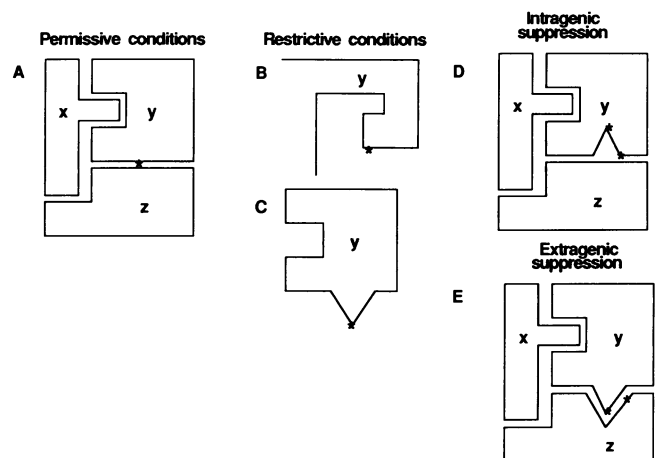 Permissive conditions
Restrictive conditions
Intragenic
suppression
A
x
y
*
z
B
y
*
C
y
*
D
x
y
*
*
z
Extragenic
suppression
E
x
y
*
*
z